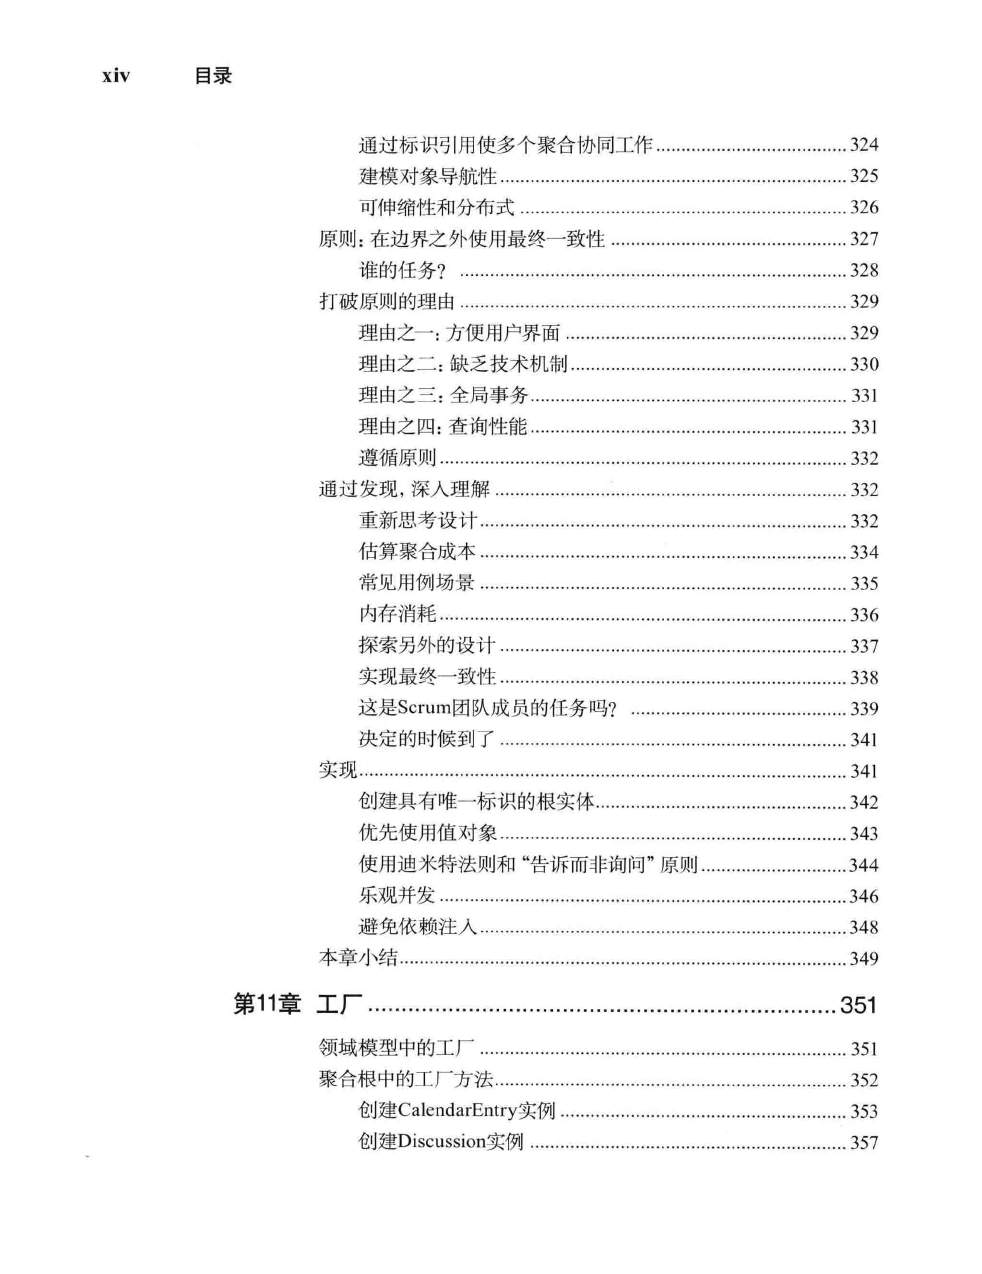 xiv 目录
通过标识引用使多个聚合协同工作 324
建模对象导航性 325
可伸缩性和分布式 326
原则：在边界之外使用最终一致性 327
谁的任务？ 328
打破原则的理由 329
理由之一：方便用户界面 329
理由之二：缺乏技术机制 330
理由之三：全局事务 331
理由之四：查询性能 331
遵循原则 332
通过发现，深入理解 332
重新思考设计 332
估算聚合成本 334
常见用例场景 335
内存消耗 336
探索另外的设计 337
实现最终一致性 338
这是Scrum团队成员的任务吗？ 339
决定的时候到了 341
实现 341
创建具有唯一标识的根实体 342
优先使用值对象 343
使用迪米特法则和“告诉而非询问”原则 344
乐观并发 346
避免依赖注入 348
本章小结 349
第11章 工厂 351
领域模型中的工厂 351
聚合根中的工厂方法 352
创建CalendarEntry实例 353
创建Discussion实例 357